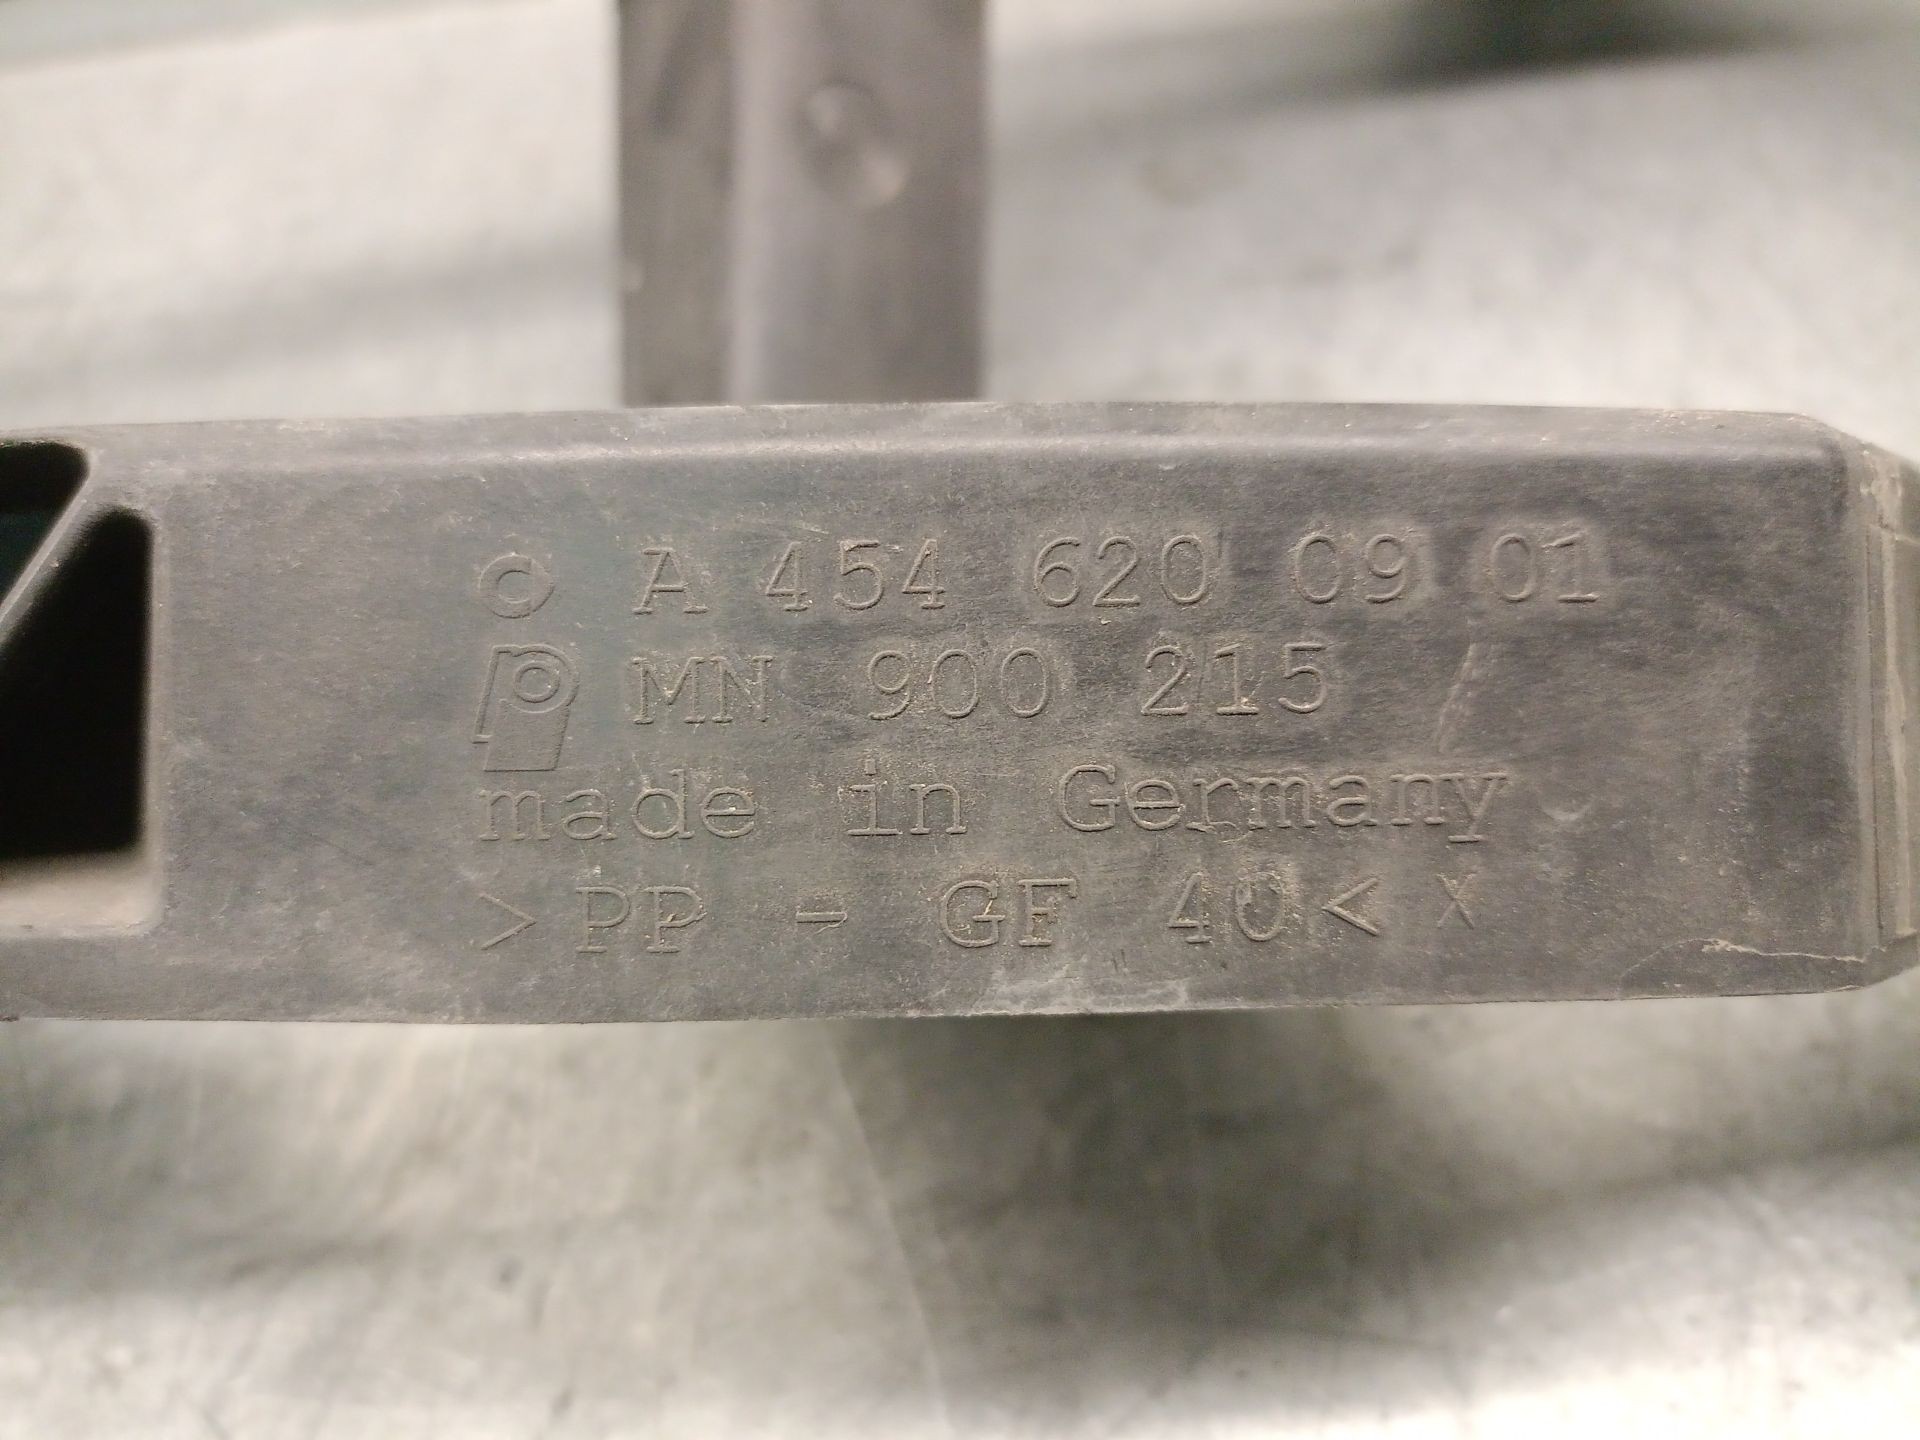 C A 454 620 09 01
MN 900 215
made in Germany
>PP - GF 40< X